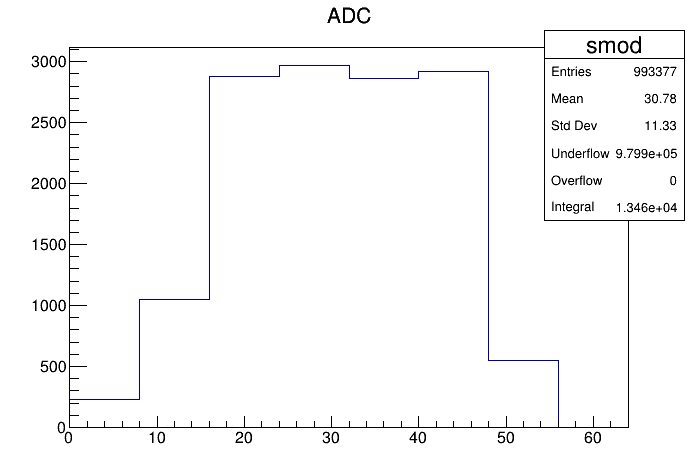 ADC
smod
Entries 993377
Mean 30.78
Std Dev 11.33
Underflow 9.799e+05
Overflow 0
Integral 1.346e+04
3000
2500
2000
1500
1000
500
0
0 10 20 30 40 50 60